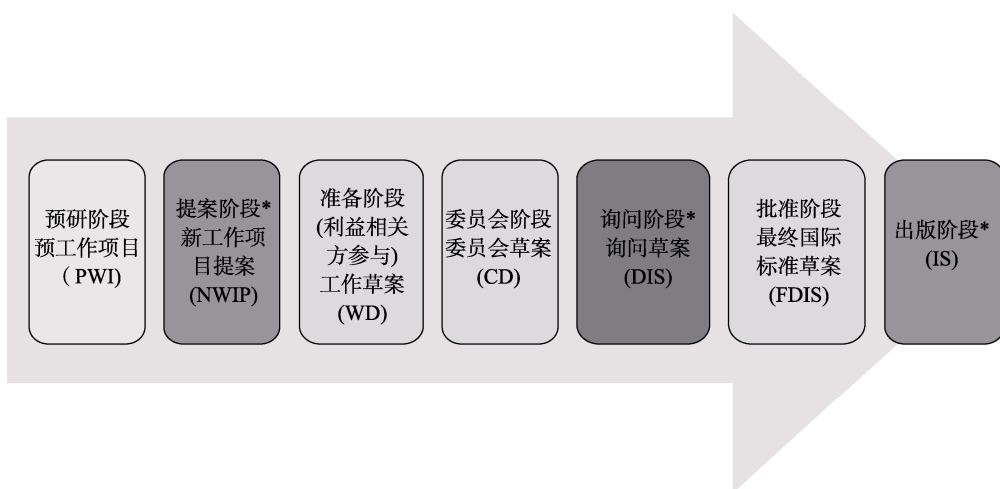 预研阶段
预工作项目
( PWI)
提案阶段*
新工作项
目提案
(NWIP)
准备阶段
(利益相关
方参与)
工作草案
(WD)
委员会阶段
委员会草案
(CD)
询问阶段*
询问草案
(DIS)
批准阶段
最终国际
标准草案
(FDIS)
出版阶段*
(IS)